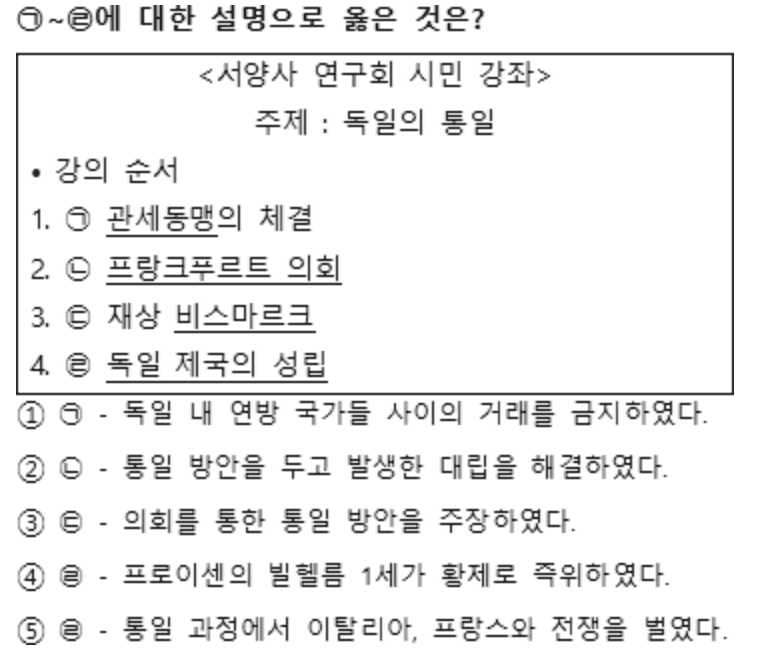 ㉠~㉣에 대한 설명으로 옳은 것은?
<서양사 연구회 시민 강좌>
주제 : 독일의 통일
• 강의 순서
1. ㉠ 관세동맹의 체결
2. ㉡ 프랑크푸르트 의회
3. ㉢ 재상 비스마르크
4. ㉣ 독일 제국의 성립
① ㉠ - 독일 내 연방 국가들 사이의 거래를 금지하였다.
② ㉡ - 통일 방안을 두고 발생한 대립을 해결하였다.
③ ㉢ - 의회를 통한 통일 방안을 주장하였다.
④ ㉣ - 프로이센의 빌헬름 1세가 황제로 즉위하였다.
⑤ ㉣ - 통일 과정에서 이탈리아, 프랑스와 전쟁을 벌였다.